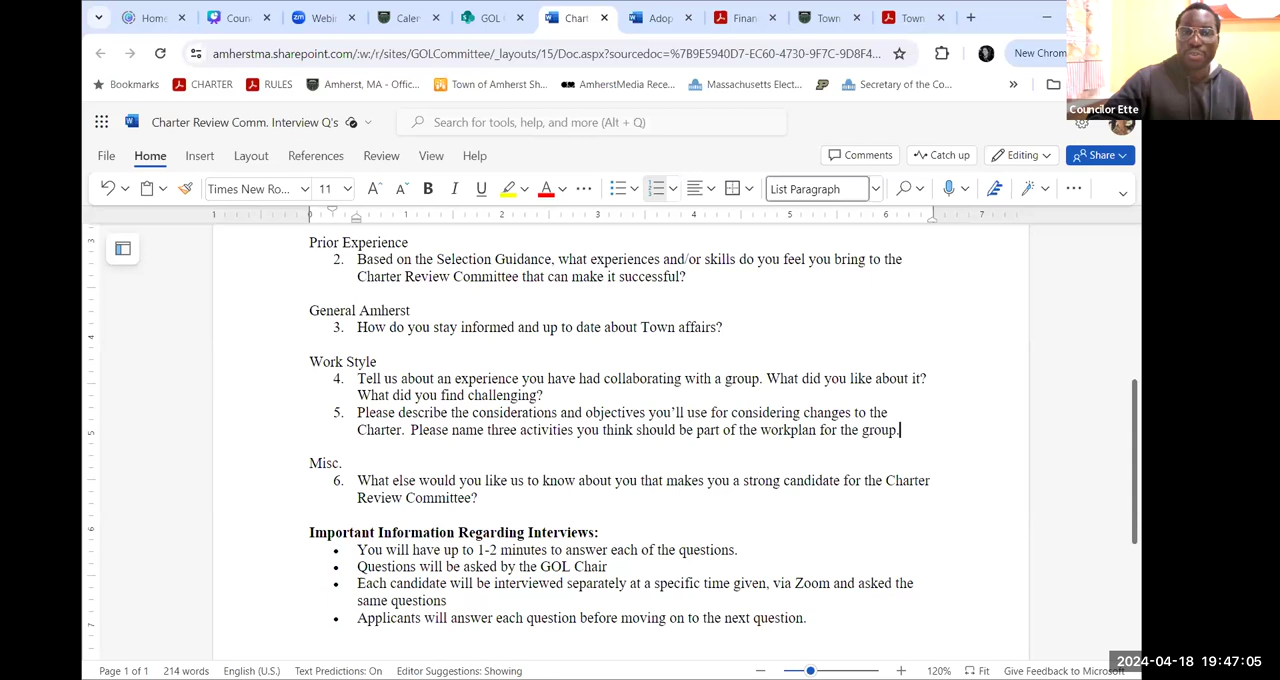 Home
Coun
Webin
Caler
GOL
Chart
Adop
Finan
Town
Town
amherstma.sharepoint.com/:w:/r/sites/GOLCommittee/_layouts/15/Doc.aspx?sourcedoc=%7B9E5940D7-EC60-4730-9F7C-9D8F4...
New Chrom
Bookmarks
CHARTER
RULES
Amherst, MA - Offic...
Town of Amherst Sh...
AmherstMedia Rece...
Massachusetts Elect...
Secretary of the Co...
»
Councilor Ette
Charter Review Comm. Interview Q's
Search for tools, help, and more (Alt + Q)
File Home Insert Layout References Review View Help
Comments
Catch up
Editing
Share
Times New Ro...
11
List Paragraph
Prior Experience
2. Based on the Selection Guidance, what experiences and/or skills do you feel you bring to the
Charter Review Committee that can make it successful?
General Amherst
3. How do you stay informed and up to date about Town affairs?
Work Style
4. Tell us about an experience you have had collaborating with a group. What did you like about it?
What did you find challenging?
5. Please describe the considerations and objectives you'll use for considering changes to the
Charter. Please name three activities you think should be part of the workplan for the group.
Misc.
6. What else would you like us to know about you that makes you a strong candidate for the Charter
Review Committee?
Important Information Regarding Interviews:
• You will have up to 1-2 minutes to answer each of the questions.
• Questions will be asked by the GOL Chair
• Each candidate will be interviewed separately at a specific time given, via Zoom and asked the
same questions
• Applicants will answer each question before moving on to the next question.
Page 1 of 1
214 words
English (U.S.)
Text Predictions: On
Editor Suggestions: Showing
120%
Fit
Give Feedback to Microsoft
2024-04-18 19:47:05